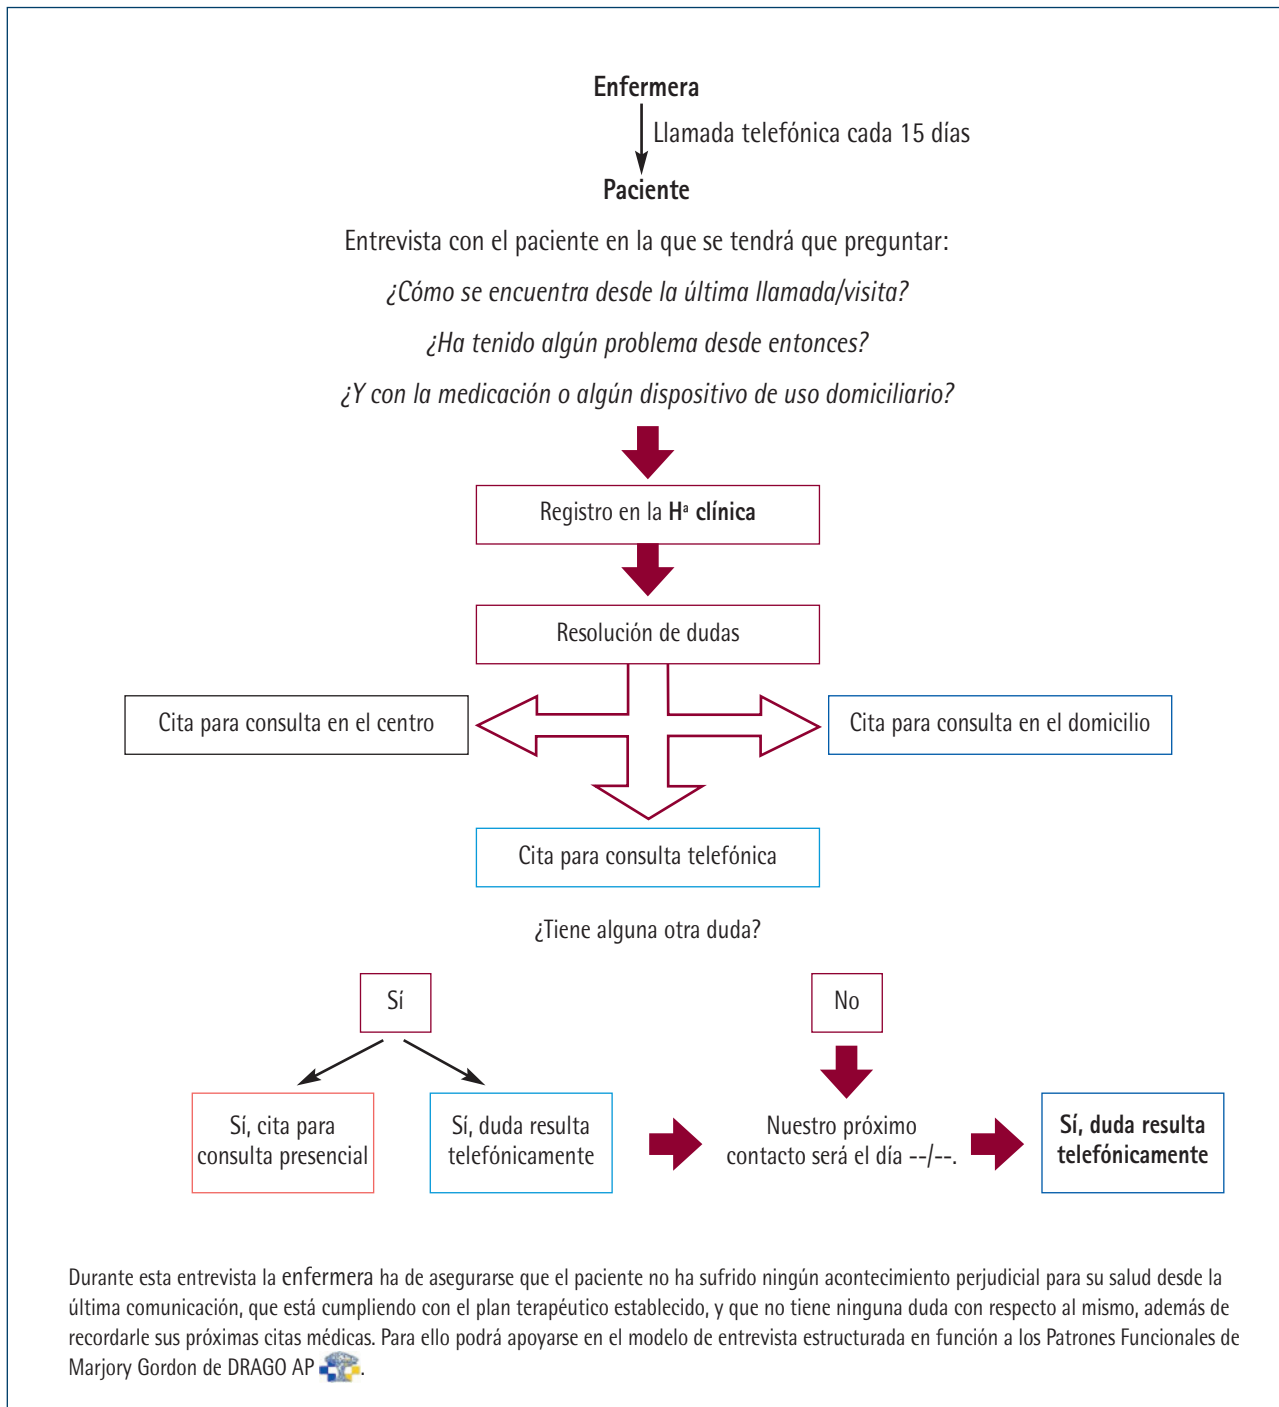 Enfermera
Llamada telefónica cada 15 días
Paciente
Entrevista con el paciente en la que se tendrá que preguntar:
¿Cómo se encuentra desde la última llamada/visita?
¿Ha tenido algún problema desde entonces?
¿Y con la medicación o algún dispositivo de uso domiciliario?
Registro en la Hª clínica
Resolución de dudas
Cita para consulta en el centro
Cita para consulta en el domicilio
Cita para consulta telefónica
¿Tiene alguna otra duda?
Sí
No
Sí, cita para
consulta presencial
Sí, duda resulta
telefónicamente
Nuestro próximo
contacto será el día --/--.
Sí, duda resulta
telefónicamente
Durante esta entrevista la enfermera ha de asegurarse que el paciente no ha sufrido ningún acontecimiento perjudicial para su salud desde la
última comunicación, que está cumpliendo con el plan terapéutico establecido, y que no tiene ninguna duda con respecto al mismo, además de
recordarle sus próximas citas médicas. Para ello podrá apoyarse en el modelo de entrevista estructurada en función a los Patrones Funcionales de
Marjory Gordon de DRAGO AP .